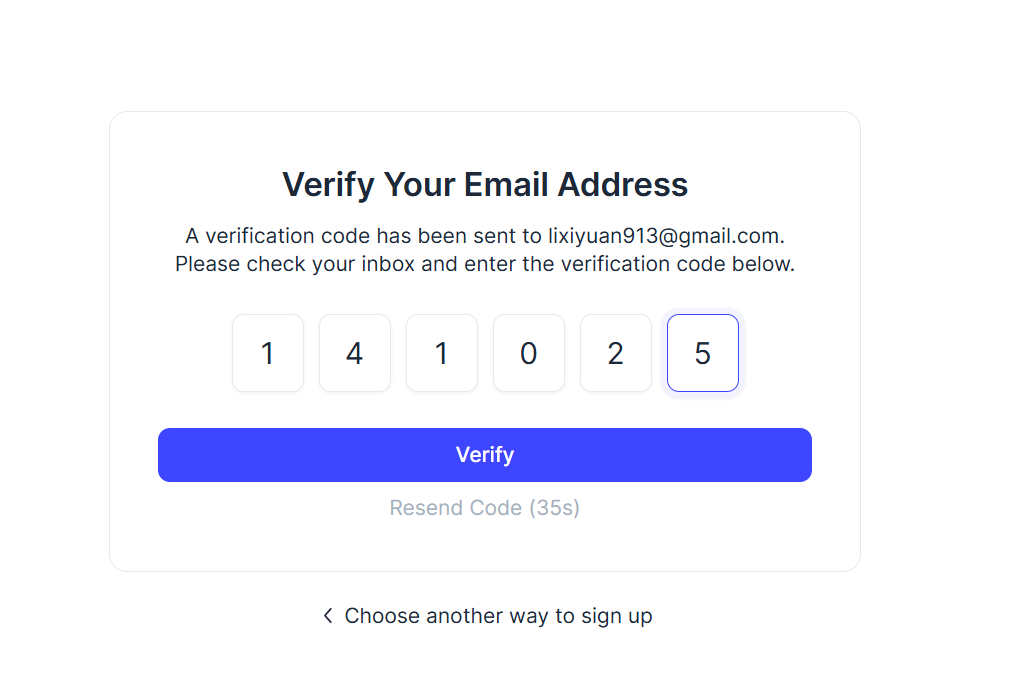 Verify Your Email Address
A verification code has been sent to lixiyuan913@gmail.com.
Please check your inbox and enter the verification code below.
1 4 1 0 2 5
Verify
Resend Code (35s)
Choose another way to sign up